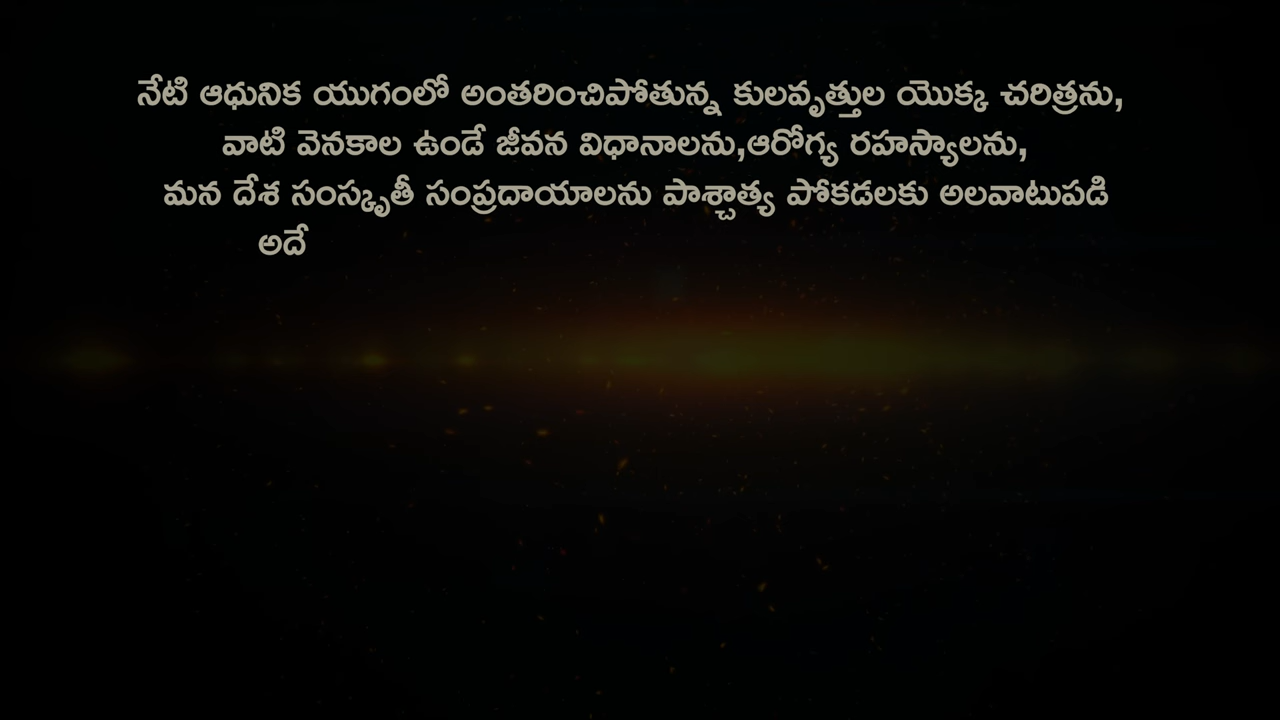 నేటి ఆధునిక యుగంలో అంతరించిపోతున్న కులవృత్తుల యొక్క చరిత్రను,
వాటి వెనకాల ఉండే జీవన విధానాలను,ఆరోగ్య రహస్యాలను,
మన దేశ సంస్కృతీ సంప్రదాయాలను పాశ్చాత్య పోకడలకు అలవాటుపడి
అదే